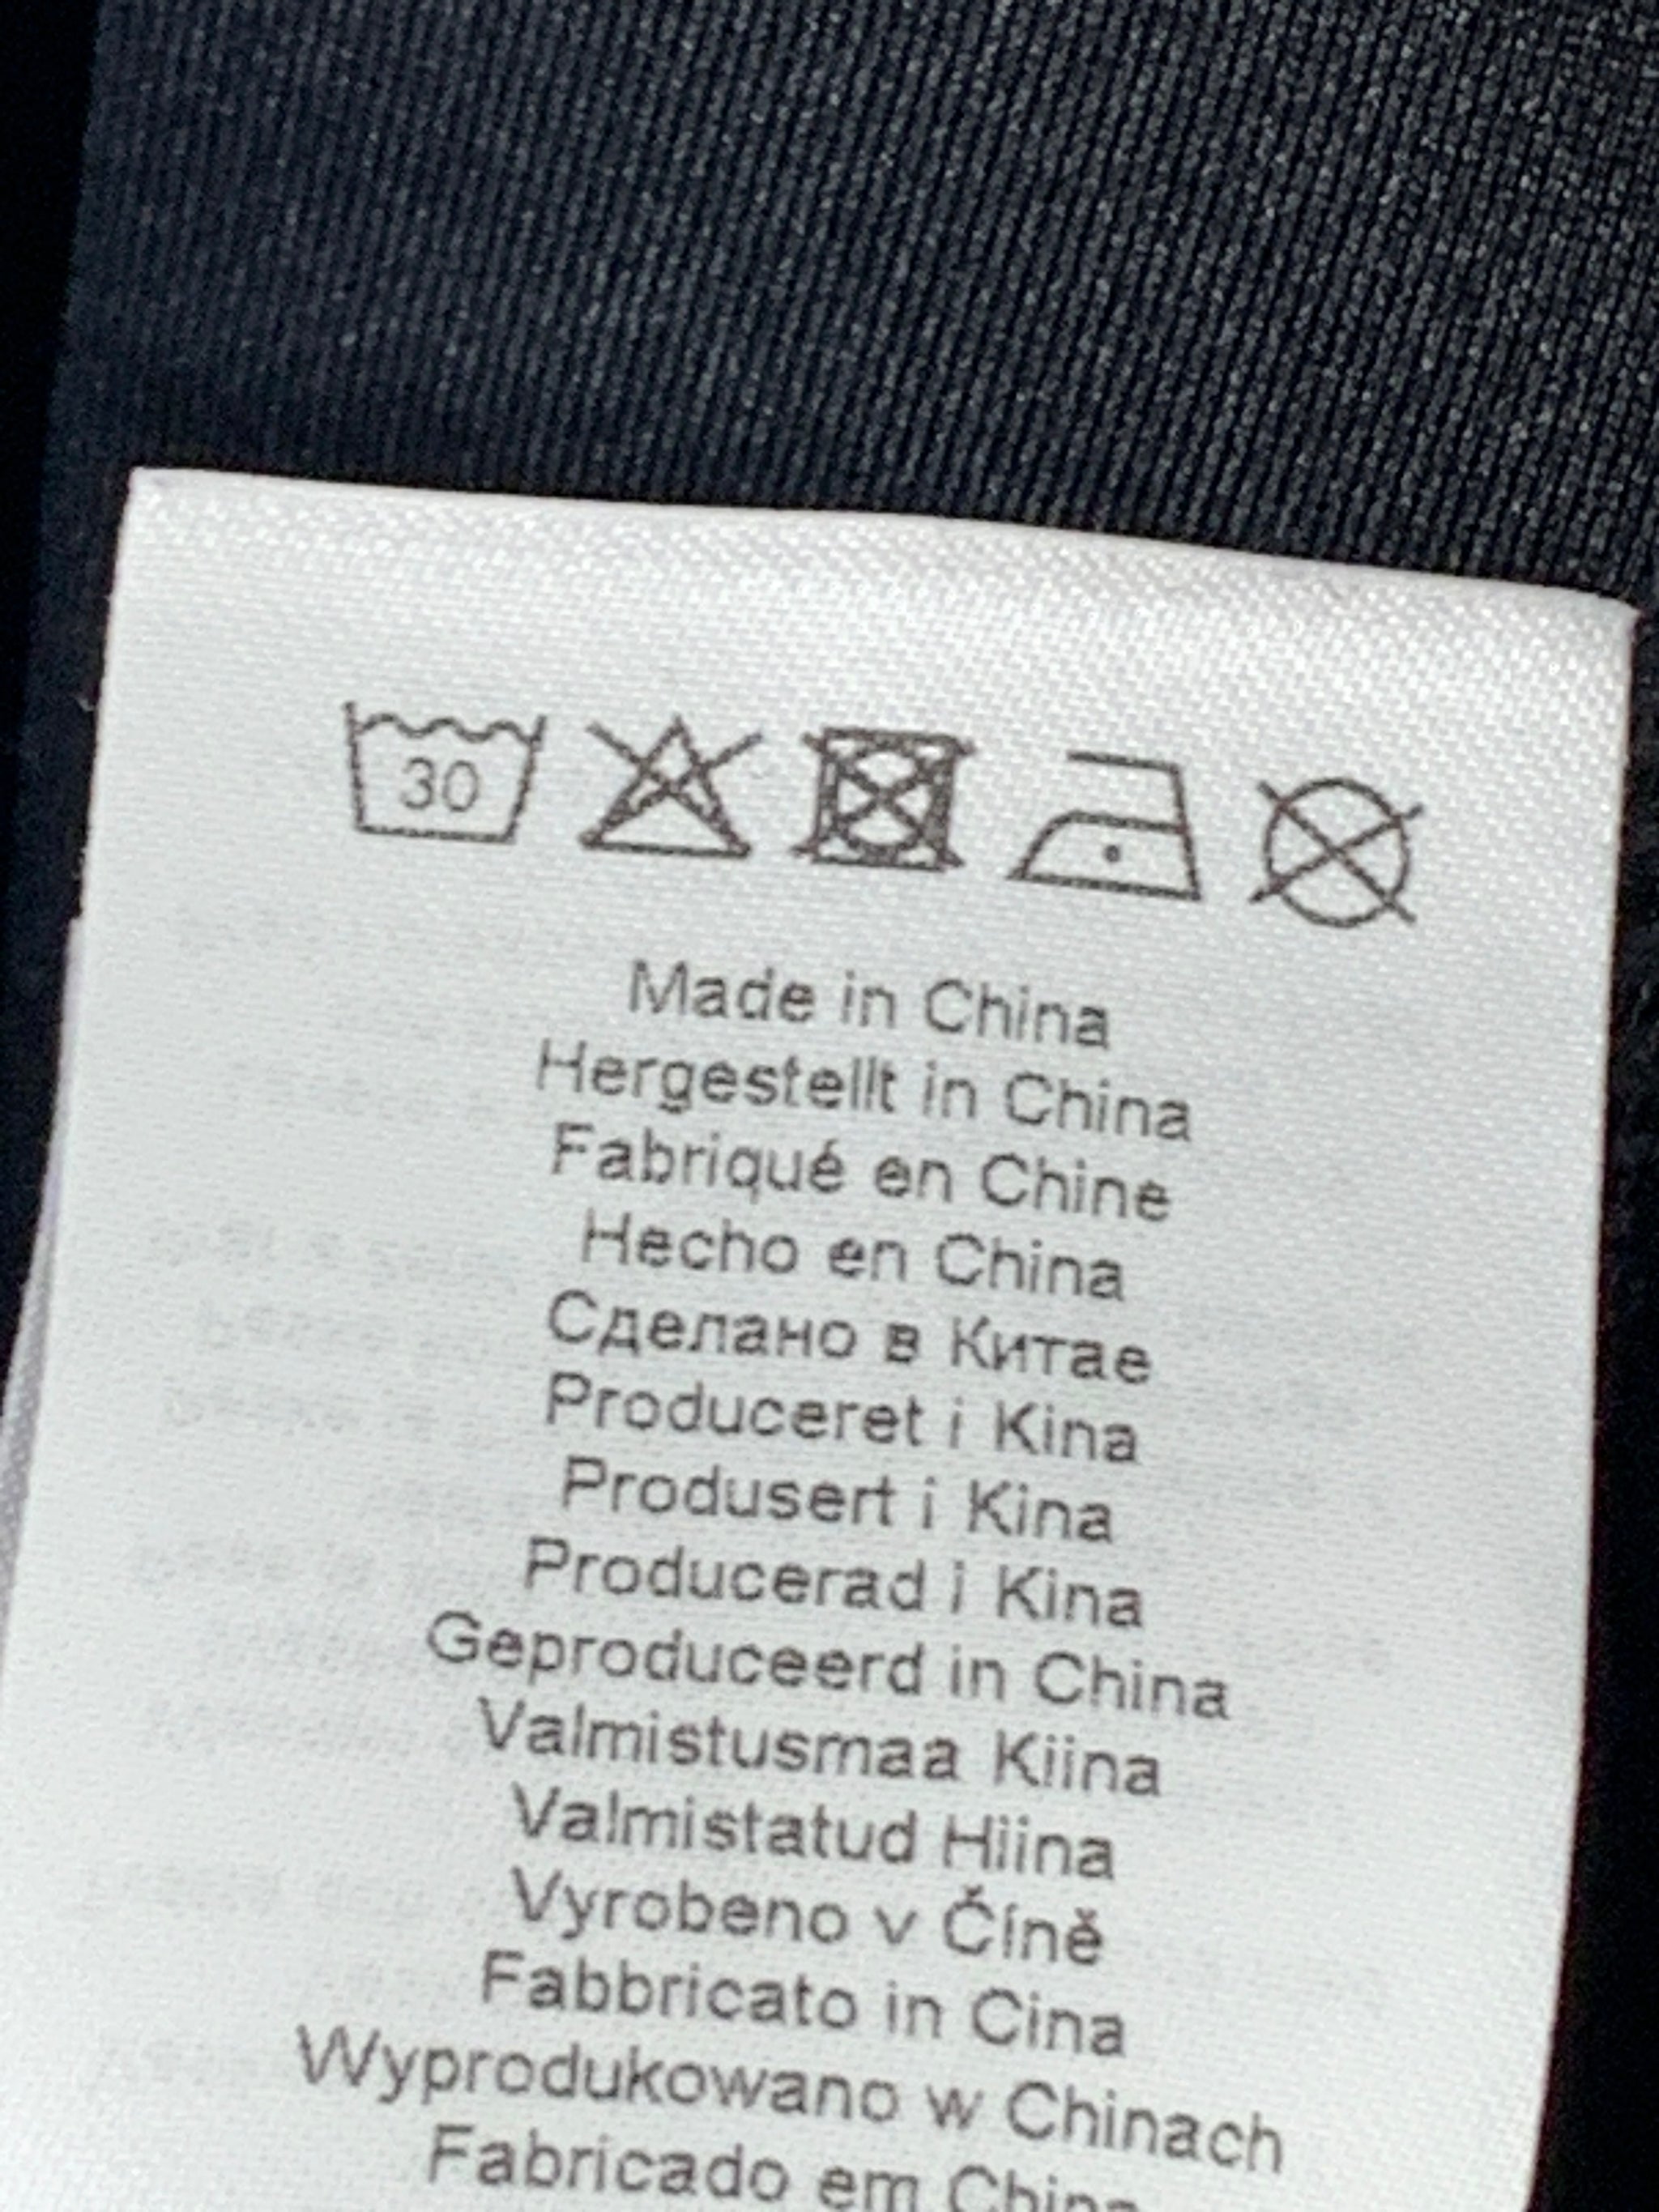 30
Made in China
Hergestellt in China
Fabriqué en Chine
Hecho en China
Сделано в Китае
Produceret i Kina
Produsert i Kina
Producerad i Kina
Geproduceerd in China
Valmistusmaa Kiina
Valmistatud Hiina
Vyrobeno v Číně
Fabbricato in Cina
Wyprodukowano w Chinach
Fabricado em China